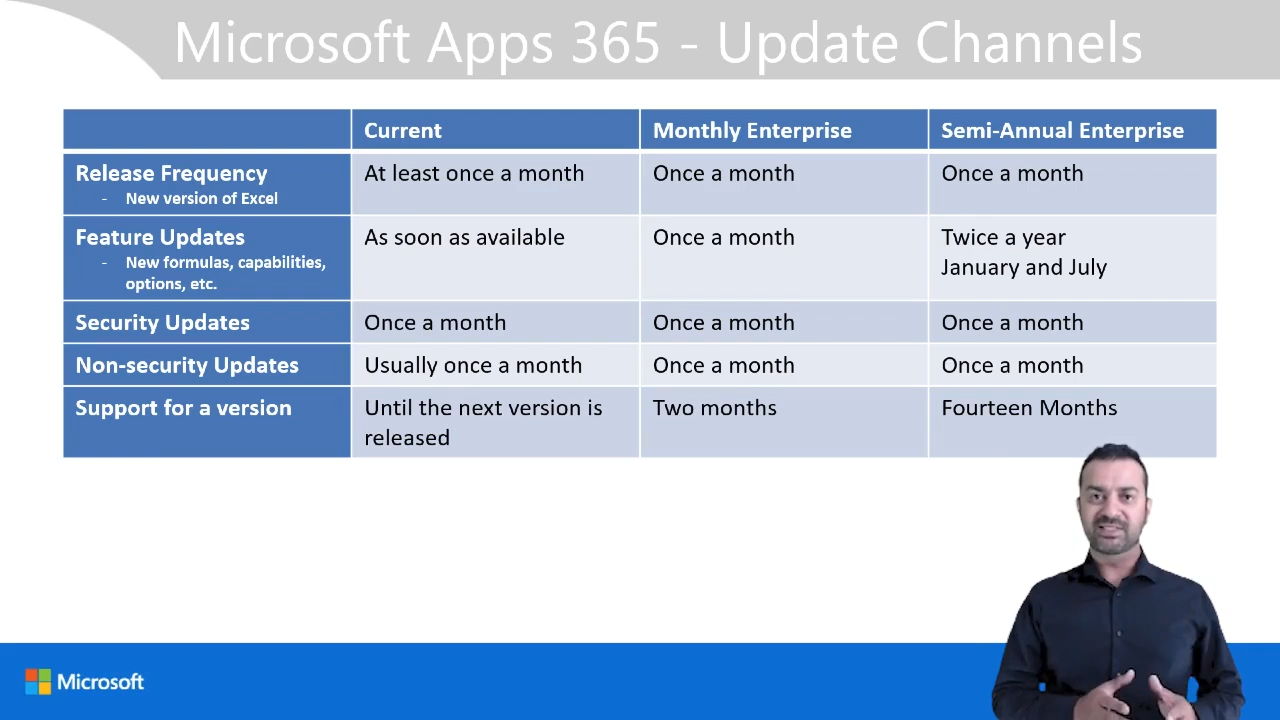 Microsoft Apps 365 - Update Channels
Current
Monthly Enterprise
Semi-Annual Enterprise
Release Frequency
- New version of Excel
At least once a month
Once a month
Once a month
Feature Updates
- New formulas, capabilities,
options, etc.
As soon as available
Once a month
Twice a year
January and July
Security Updates
Once a month
Once a month
Once a month
Non-security Updates
Usually once a month
Once a month
Once a month
Support for a version
Until the next version is
released
Two months
Fourteen Months
Microsoft